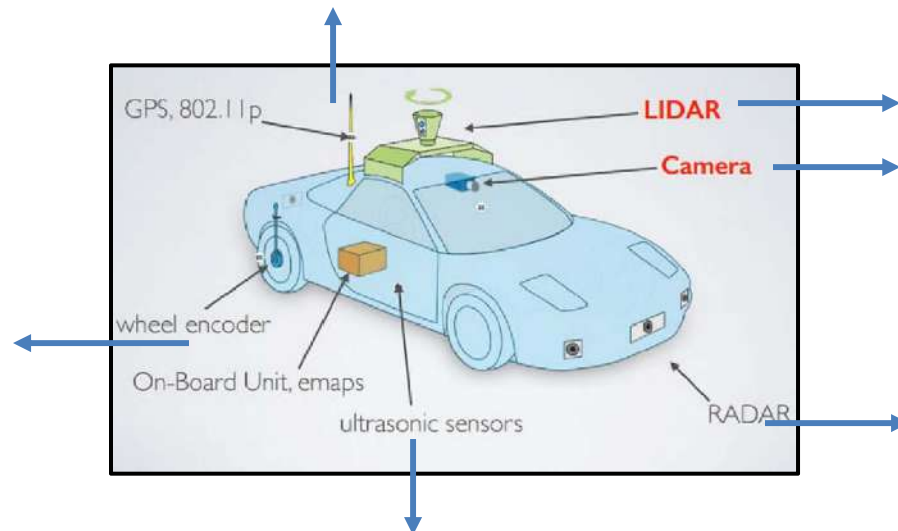 GPS, 802.11p
LIDAR
Camera
wheel encoder
On-Board Unit, emaps
ultrasonic sensors
RADAR